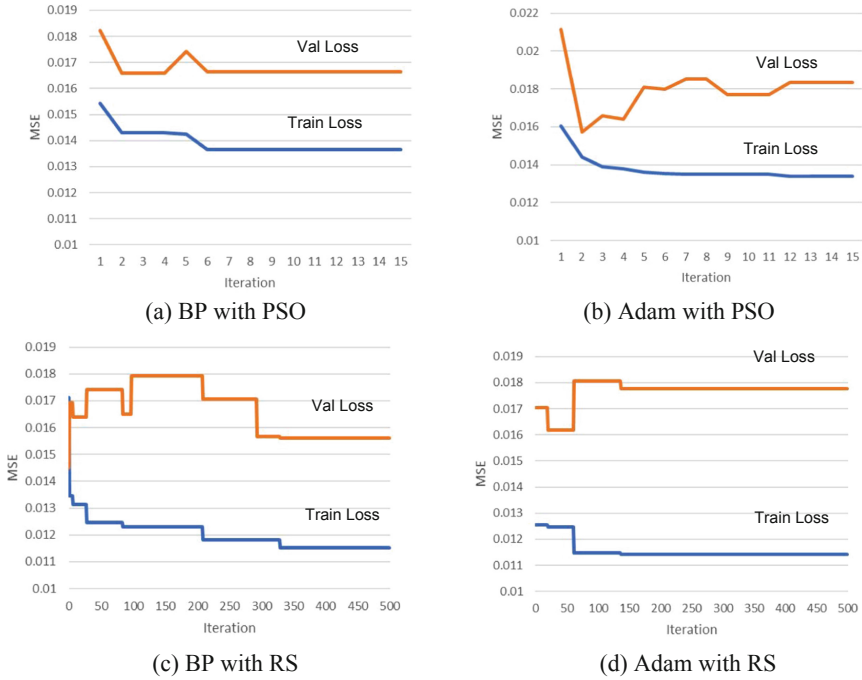 0.019
0.018
0.017
0.016
0.015
0.014
0.013
0.012
0.011
0.01
MSE
Val Loss
Train Loss
1 2 3 4 5 6 7 8 9 10 11 12 13 14 15
Iteration
(a) BP with PSO
0.022
0.02
0.018
0.016
0.014
0.012
0.01
MSE
Val Loss
Train Loss
1 2 3 4 5 6 7 8 9 10 11 12 13 14 15
Iteration
(b) Adam with PSO
0.019
0.018
0.017
0.016
0.015
0.014
0.013
0.012
0.011
0.01
MSE
Val Loss
Train Loss
0 50 100 150 200 250 300 350 400 450 500
Iteration
(c) BP with RS
0.019
0.018
0.017
0.016
0.015
0.014
0.013
0.012
0.011
0.01
MSE
Val Loss
Train Loss
0 50 100 150 200 250 300 350 400 450 500
Iteration
(d) Adam with RS